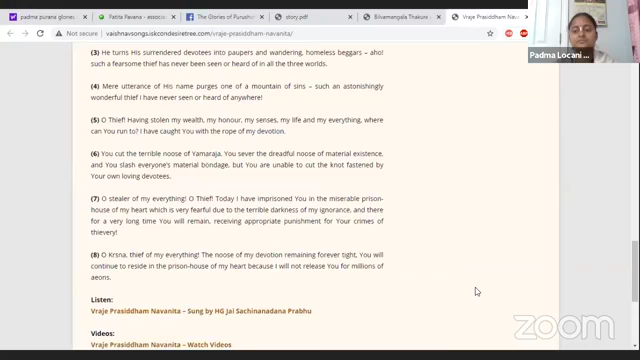 padma purana glories
Patita Pavana - associat
The Glories of Purusho
story.pdf
Bilvamangala Thakura a
Vraje Prasiddham Navan
Not secure
vaishnavsongs.iskcondesiretree.com/vraje-prasiddham-navanita/
Padma Locani
(3) He turns His surrendered devotees into paupers and wandering, homeless beggars – aho!
such a fearsome thief has never been seen or heard of in all the three worlds.
(4) Mere utterance of His name purges one of a mountain of sins – such an astonishingly
wonderful thief I have never seen or heard of anywhere!
(5) O Thief! Having stolen my wealth, my honour, my senses, my life and my everything, where
can You run to? I have caught You with the rope of my devotion.
(6) You cut the terrible noose of Yamaraja, You sever the dreadful noose of material existence,
and You slash everyone's material bondage, but You are unable to cut the knot fastened by
Your own loving devotees.
(7) O stealer of my everything! O Thief! Today I have imprisoned You in the miserable prison-
house of my heart which is very fearful due to the terrible darkness of my ignorance, and there
for a very long time You will remain, receiving appropriate punishment for Your crimes of
thievery!
(8) O Krsna, thief of my everything! The noose of my devotion remaining forever tight, You will
continue to reside in the prison-house of my heart because I will not release You for millions of
aeons.
Listen:
Vraje Prasiddham Navanita – Sung by HG Jai Sachinanadana Prabhu
Videos:
Vraje Prasiddham Navanita – Watch Videos
zoom